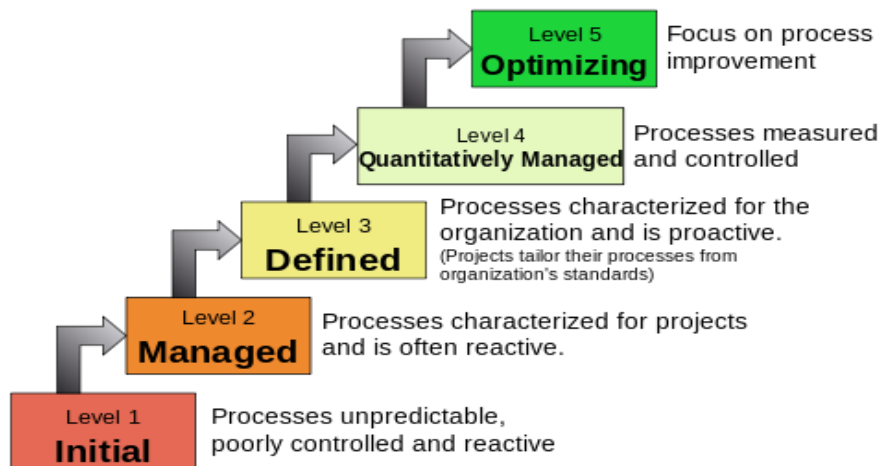 Level 5
Optimizing
Focus on process
improvement
Level 4
Quantitatively Managed
Processes measured
and controlled
Level 3
Defined
Processes characterized for the
organization and is proactive.
(Projects tailor their processes from
organization's standards)
Level 2
Managed
Processes characterized for projects
and is often reactive.
Level 1
Initial
Processes unpredictable,
poorly controlled and reactive